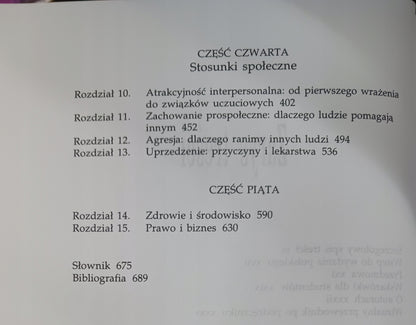 CZĘŚĆ CZWARTA
Stosunki społeczne
Rozdział 10. Atrakcyjność interpersonalna: od pierwszego wrażenia
do związków uczuciowych 402
Rozdział 11. Zachowanie prospołeczne: dlaczego ludzie pomagają
innym 452
Rozdział 12. Agresja: dlaczego ranimy innych ludzi 494
Rozdział 13. Uprzedzenie: przyczyny i lekarstwa 536
CZĘŚĆ PIĄTA
Rozdział 14. Zdrowie i środowisko 590
Rozdział 15. Prawo i biznes 630
Słownik 675
Bibliografia 689